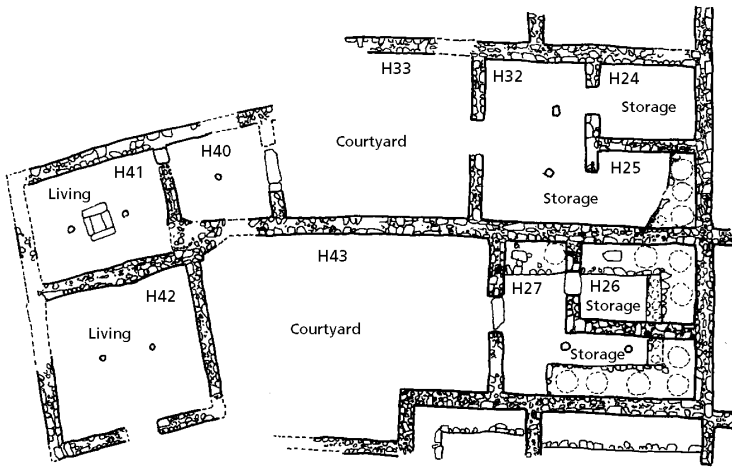 H33
H32
H24
Storage
Courtyard
H40
H41
Living
H25
Storage
H43
H42
H27
H26
Storage
Living
Courtyard
Storage